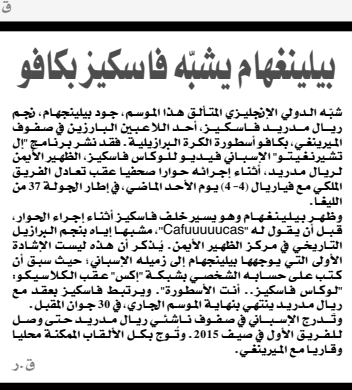 ق
بيلينغهام يشبّه فاسكيز بكافو
شبّه الدولي الإنجليزي المتألق هذا الموسم، جود بيلينجهام، نجم
ريال مدريد فاسكيز، أحد اللاعبين البارزين في صفوف
الميرينغي، بكافو أسطورة الكرة البرازيلية. فقد نشر برنامج "إل
تشيرنغيتو" الإسباني فيديو للوكاس فاسكيز، الظهير الأيمن
لريال مدريد، أثناء إجرائه حوارا صحفيا عقب تعادل الفريق
الملكي مع فياريال (4- 4) يوم الأحد الماضي، في إطار الجولة 37 من
الليغا.
وظهر بيلينغهام وهو يسير خلف فاسكيز أثناء إجراء الحوار،
قبل أن يقول له "Cafuuuuucas"، مشبها إياه بنجم البرازيل
التاريخي في مركز الظهير الأيمن. يُذكر أن هذه ليست الإشادة
الأولى التي يوجهها بيلينجهام إلى زميله الإسباني؛ حيث سبق أن
كتب على حسابه الشخصي بشبكة "إكس" عقب الكلاسيكو:
"لوكاس فاسكيز.. أنت الأسطورة". ويرتبط فاسكيز بعقد مع
ريال مدريد ينتهي بنهاية الموسم الجاري، في 30 جوان المقبل.
وتدرج الإسباني في صفوف ناشئي ريال مدريد حتى وصل
للفريق الأول في صيف 2015. وتُوج بكل الألقاب الممكنة محليا
وقاريا مع الميرينغي.
ق.ر